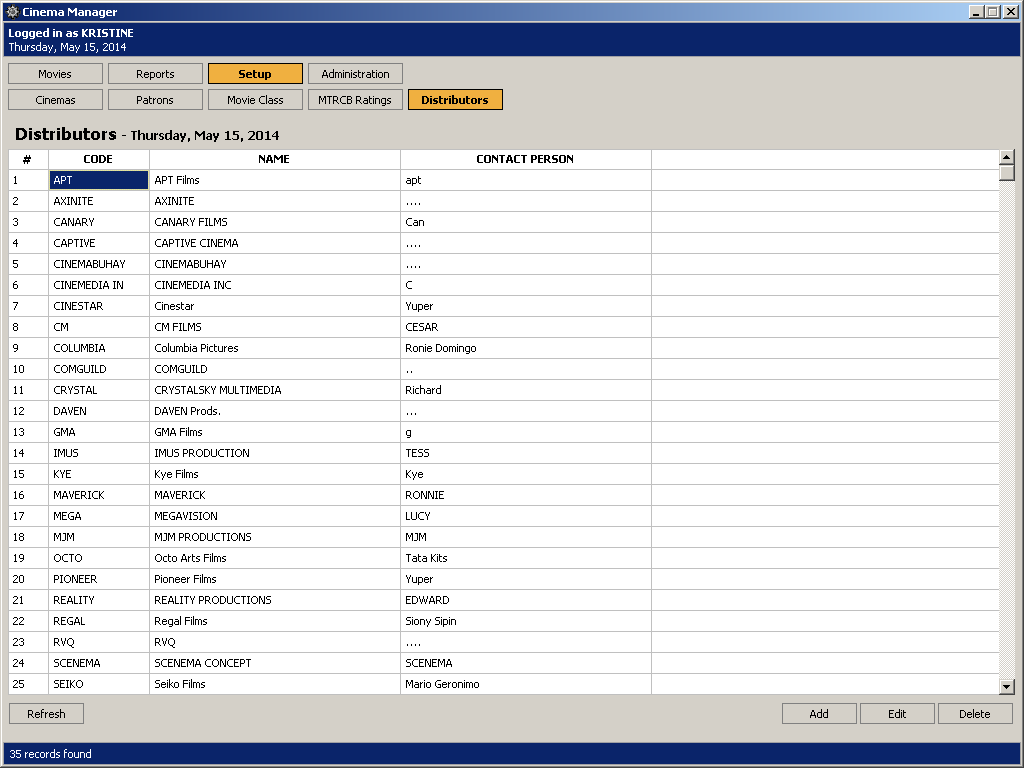 Cinema Manager
Logged in as KRISTINE
Thursday, May 15, 2014
Movies Reports Setup Administration
Cinemas Patrons Movie Class MTRCB Ratings Distributors
Distributors - Thursday, May 15, 2014
# CODE NAME CONTACT PERSON
1 APT APT Films apt
2 AXINITE AXINITE ....
3 CANARY CANARY FILMS Can
4 CAPTIVE CAPTIVE CINEMA ....
5 CINEMABUHAY CINEMABUHAY ....
6 CINEMEDIA IN CINEMEDIA INC C
7 CINESTAR Cinestar Yuper
8 CM CM FILMS CESAR
9 COLUMBIA Columbia Pictures Ronie Domingo
10 COMGUILD COMGUILD ..
11 CRYSTAL CRYSTALSKY MULTIMEDIA Richard
12 DAVEN DAVEN Prods. ...
13 GMA GMA Films g
14 IMUS IMUS PRODUCTION TESS
15 KYE Kye Films Kye
16 MAVERICK MAVERICK RONNIE
17 MEGA MEGAVISION LUCY
18 MJM MJM PRODUCTIONS MJM
19 OCTO Octo Arts Films Tata Kits
20 PIONEER Pioneer Films Yuper
21 REALITY REALITY PRODUCTIONS EDWARD
22 REGAL Regal Films Siony Sipin
23 RVQ RVQ ....
24 SCENEMA SCENEMA CONCEPT SCENEMA
25 SEIKO Seiko Films Mario Geronimo
Refresh Add Edit Delete
35 records found